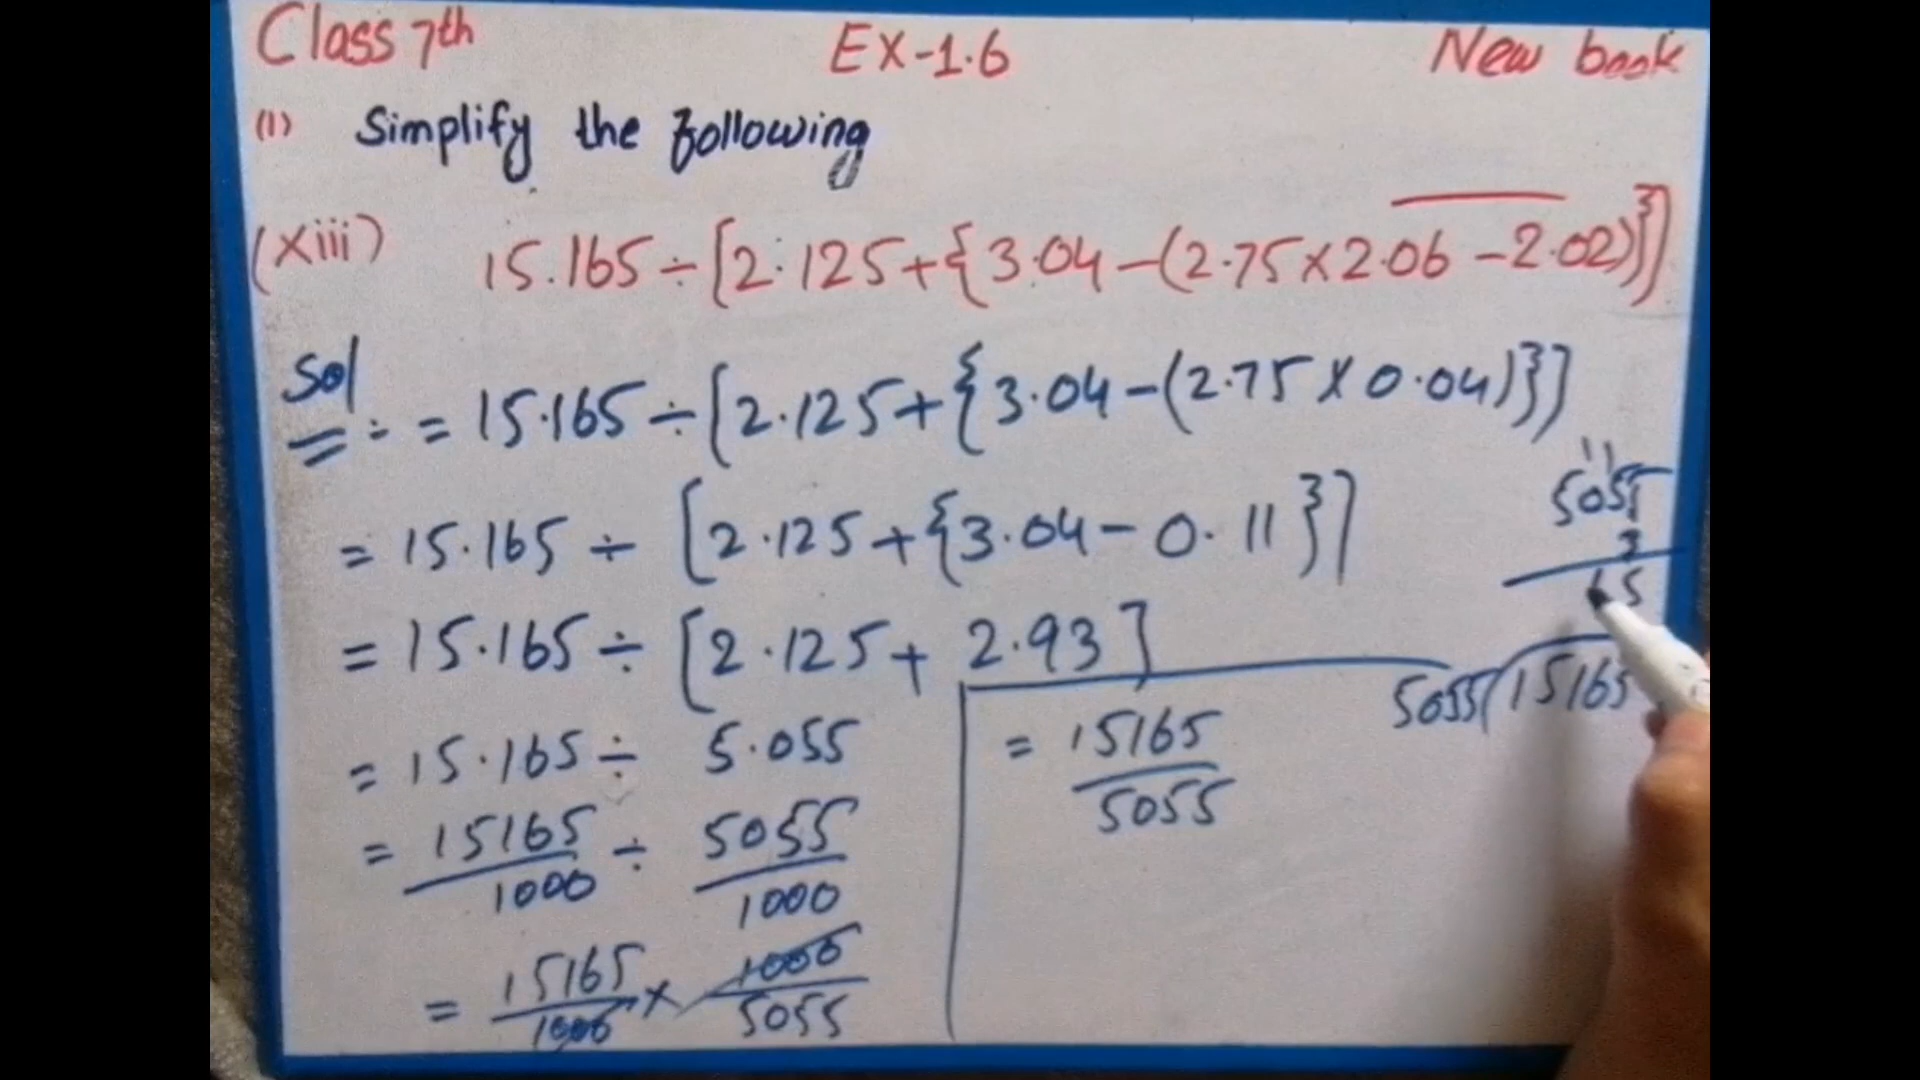 Class 7th EX-1.6 New book
(1) Simplify the following
(xiii) 15.165÷[2.125+{3.04-(2.75×2.06-2.02)}]
Sol:- = 15.165÷[2.125+{3.04-(2.75×0.04)}]
= 15.165÷[2.125+{3.04-0.11}]
= 15.165÷[2.125+2.93]
= 15.165÷ 5.055
= 15165/1000 ÷ 5055/1000
= 15165/1000 × 1000/5055
= 15165/5055
11
5055
3
65
5055)15165